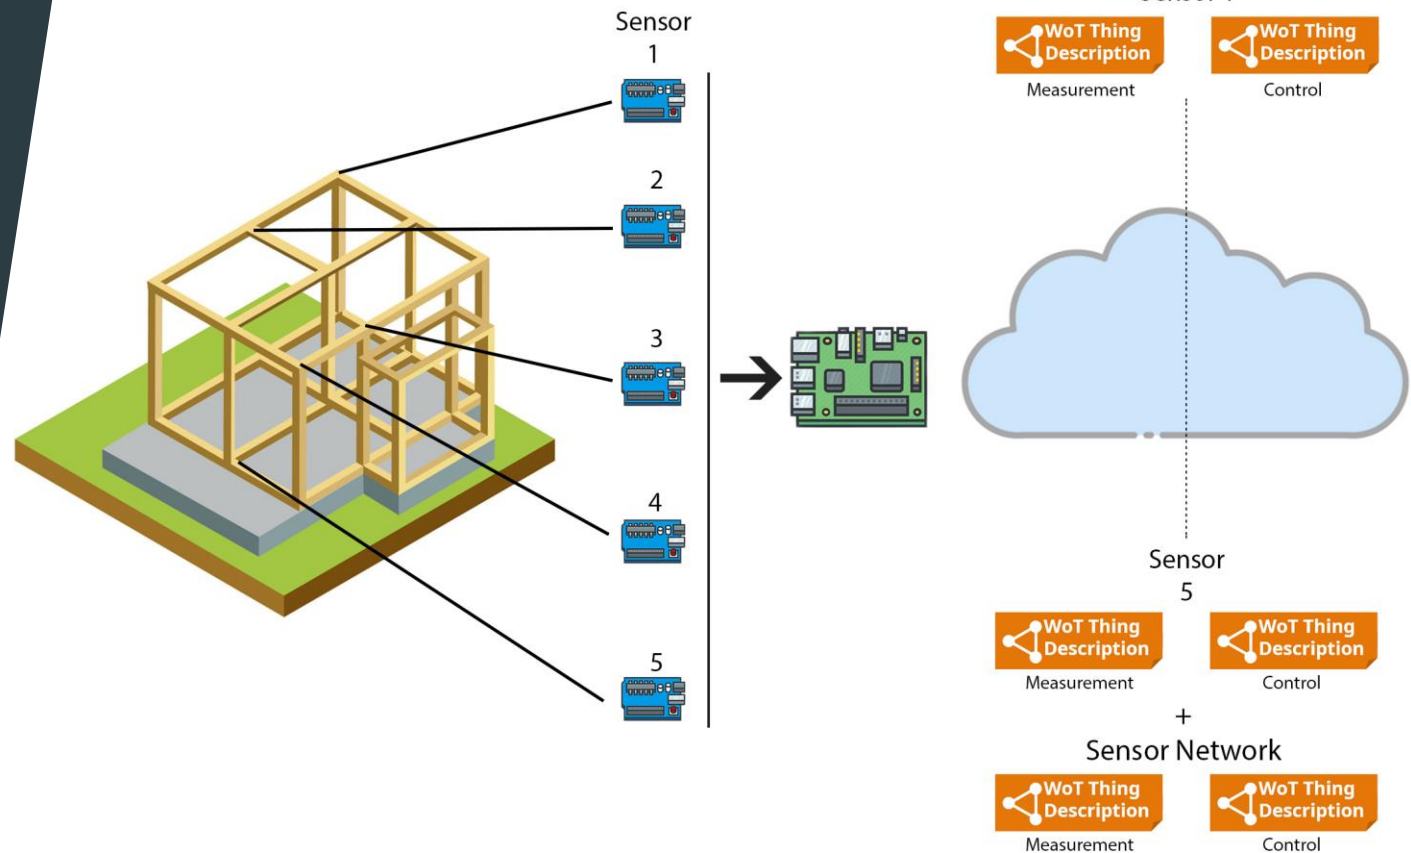 Sensor
1
2
3
4
5
WoT Thing
Description
Measurement
WoT Thing
Description
Control
Sensor
5
WoT Thing
Description
Measurement
WoT Thing
Description
Control
+
Sensor Network
WoT Thing
Description
Measurement
WoT Thing
Description
Control